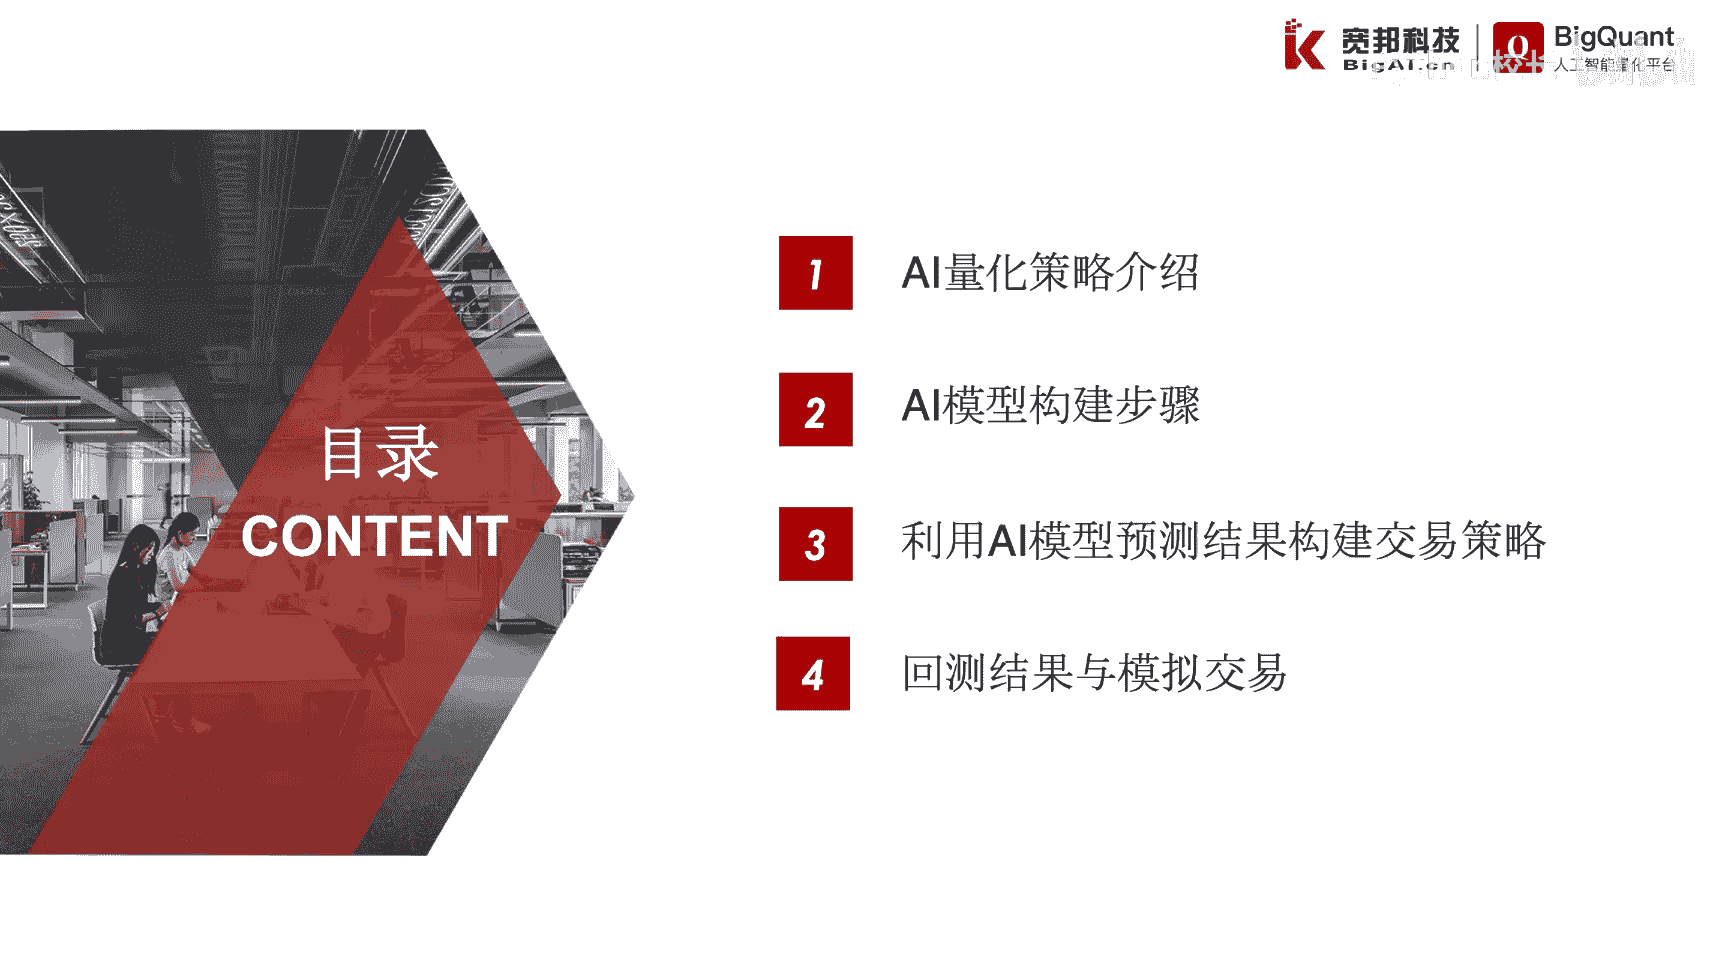 宽邦科技
BigAI.cn
BigQuant
人工智能量化平台
目录
CONTENT
1 AI量化策略介绍
2 AI模型构建步骤
3 利用AI模型预测结果构建交易策略
4 回测结果与模拟交易